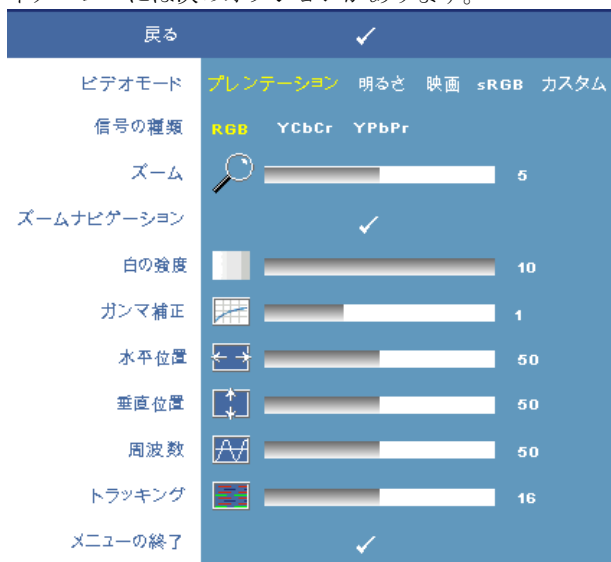 戻る
ビデオモード プレンテーション 明るさ 映画 sRGB カスタム
信号の種類 RGB YCbCr YPbPr
ズーム 5
ズームナビゲーション
白の強度 10
ガンマ補正 1
水平位置 50
垂直位置 50
周波数 50
トラッキング 16
メニューの終了